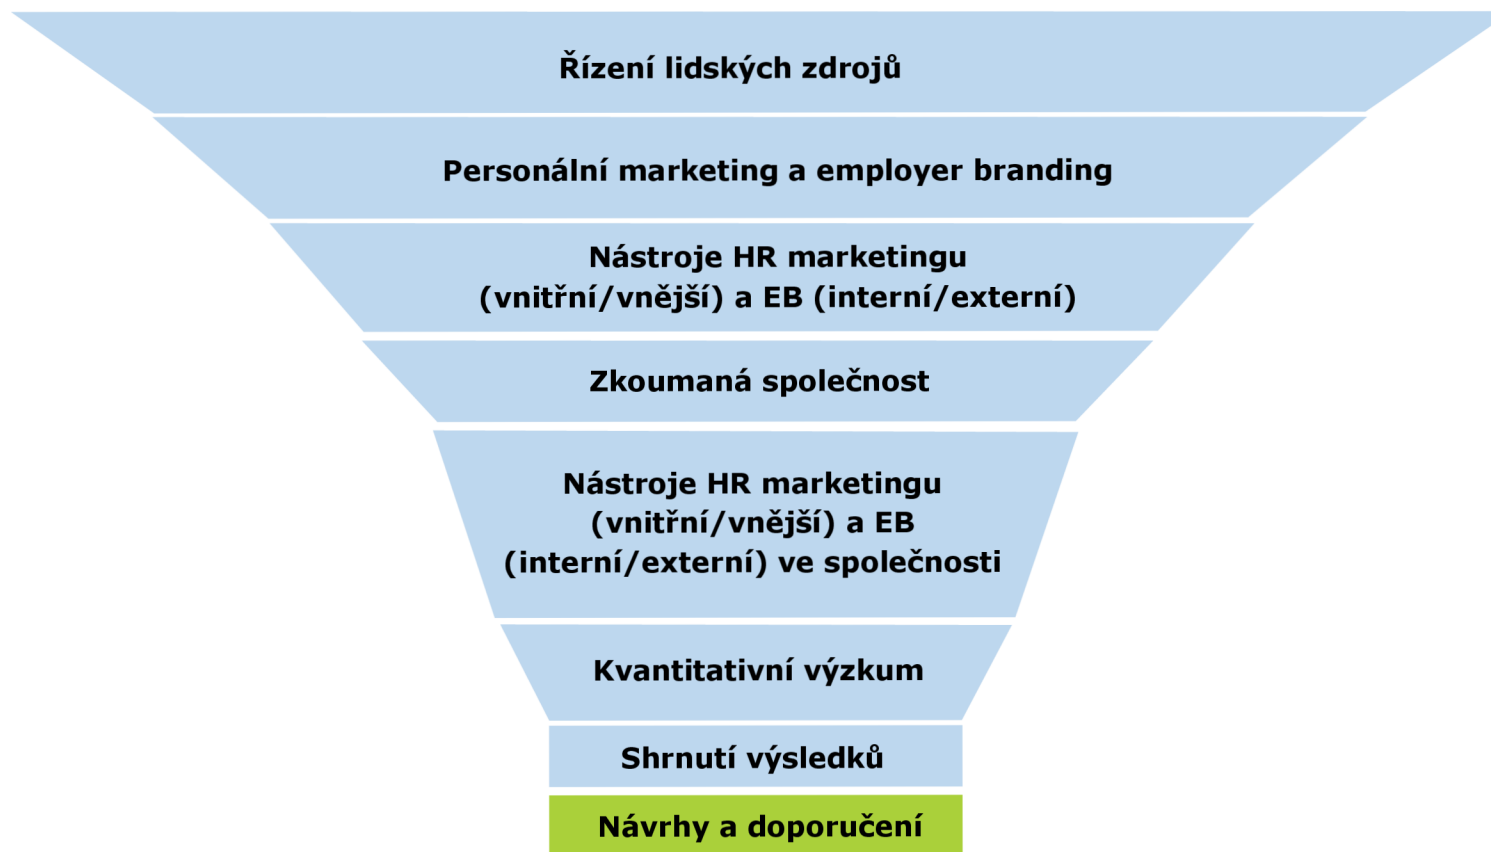 Řízení lidských zdrojů
Personální marketing a employer branding
Nástroje HR marketingu
(vnitřní/vnější) a EB (interní/externí)
Zkoumaná společnost
Nástroje HR marketingu
(vnitřní/vnější) a EB
(interní/externí) ve společnosti
Kvantitativní výzkum
Shrnutí výsledků
Návrhy a doporučení